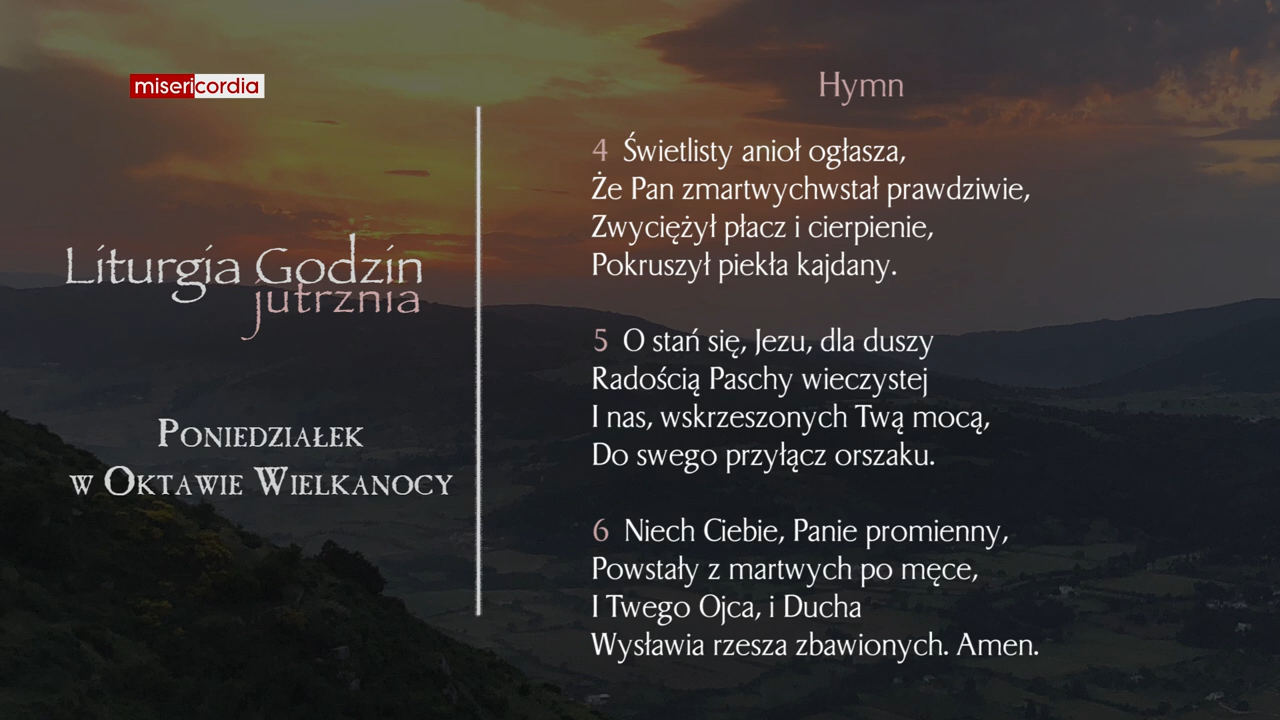 misericordia
Liturgia Godzin
jutrznia
Poniedziałek
w Oktawie Wielkanocy
Hymn
4 Świetlisty anioł ogłasza,
Że Pan zmartwychwstał prawdziwie,
Zwyciężył płacz i cierpienie,
Pokruszył piekła kajdany.
5 O stań się, Jezu, dla duszy
Radością Paschy wieczystej
I nas, wskrzeszonych Twą mocą,
Do swego przyłącz orszaku.
6 Niech Ciebie, Panie promienny,
Powstały z martwych po męce,
I Twego Ojca, i Ducha
Wysławia rzesza zbawionych. Amen.